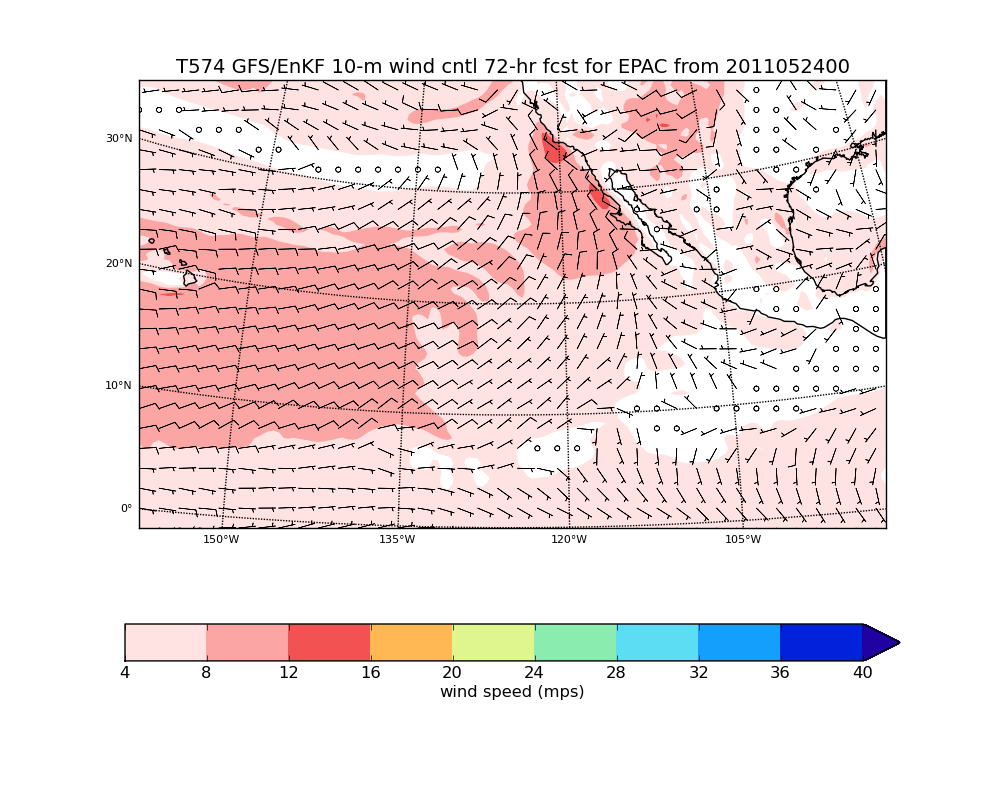 T574 GFS/EnKF 10-m wind cntl 72-hr fcst for EPAC from 2011052400
30°N
20°N
10°N
0°
150°W 135°W 120°W 105°W
4 8 12 16 20 24 28 32 36 40
wind speed (mps)